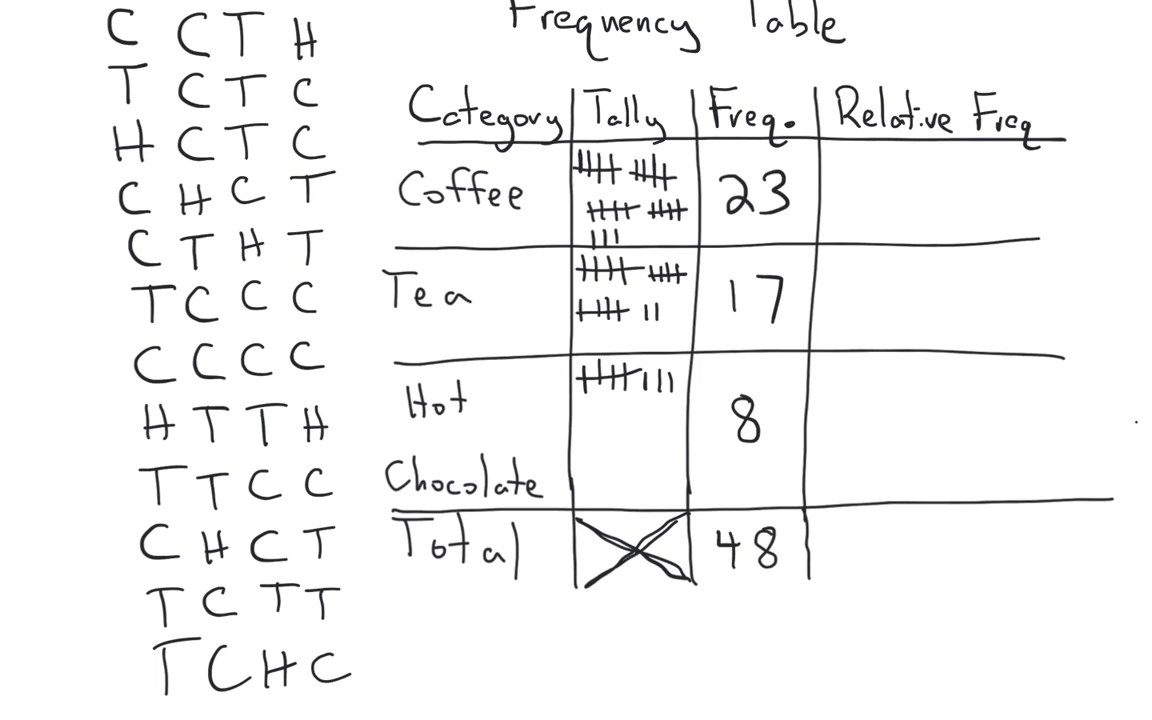 Frequency Table
C C T H
T C T C
H C T C
C H C T
C T H T
T C C C
C C C C
H T T H
T T C C
C H C T
T C T T
T C H C
Category Tally Freq. Relative Freq
Coffee 23
Tea 17
Hot
Chocolate 8
Total 48